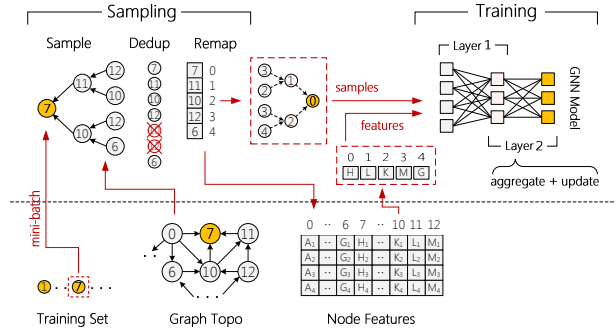 Sampling
Training
Sample
Dedup
Remap
7
11
10
12
10
12
6
7
11
10
12
6
7 0
11 1
10 2
12 3
6 4
3
2
3
4
1
2
0
samples
features
Layer 1
Layer 2
GNN Model
aggregate + update
0 1 2 3 4
H L K M G
mini-batch
1 ·· 7 ····
Training Set
0 7 11
6 10 12
·· ···
Graph Topo
0 ·· 6 7 ·· 10 11 12
A1 ·· G1 H1 ·· K1 L1 M1
A2 ·· G2 H2 ·· K2 L2 M2
A3 ·· G3 H3 ·· K3 L3 M3
A4 ·· G4 H4 ·· K4 L4 M4
Node Features